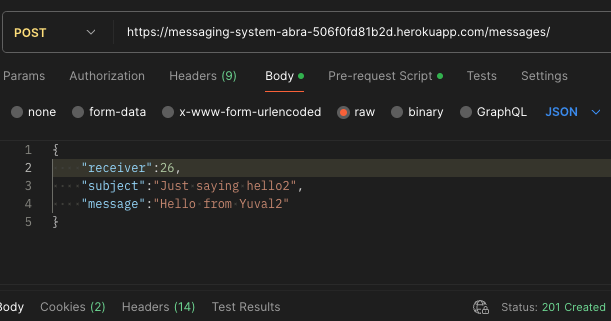 POST https://messaging-system-abra-506f0fd81b2d.herokuapp.com/messages/
Params Authorization Headers (9) Body Pre-request Script Tests Settings
none form-data x-www-form-urlencoded raw binary GraphQL JSON
1 {
2 "receiver":26,
3 "subject":"Just saying hello2",
4 "message":"Hello from Yuval2"
5 }
Body Cookies (2) Headers (14) Test Results Status: 201 Created